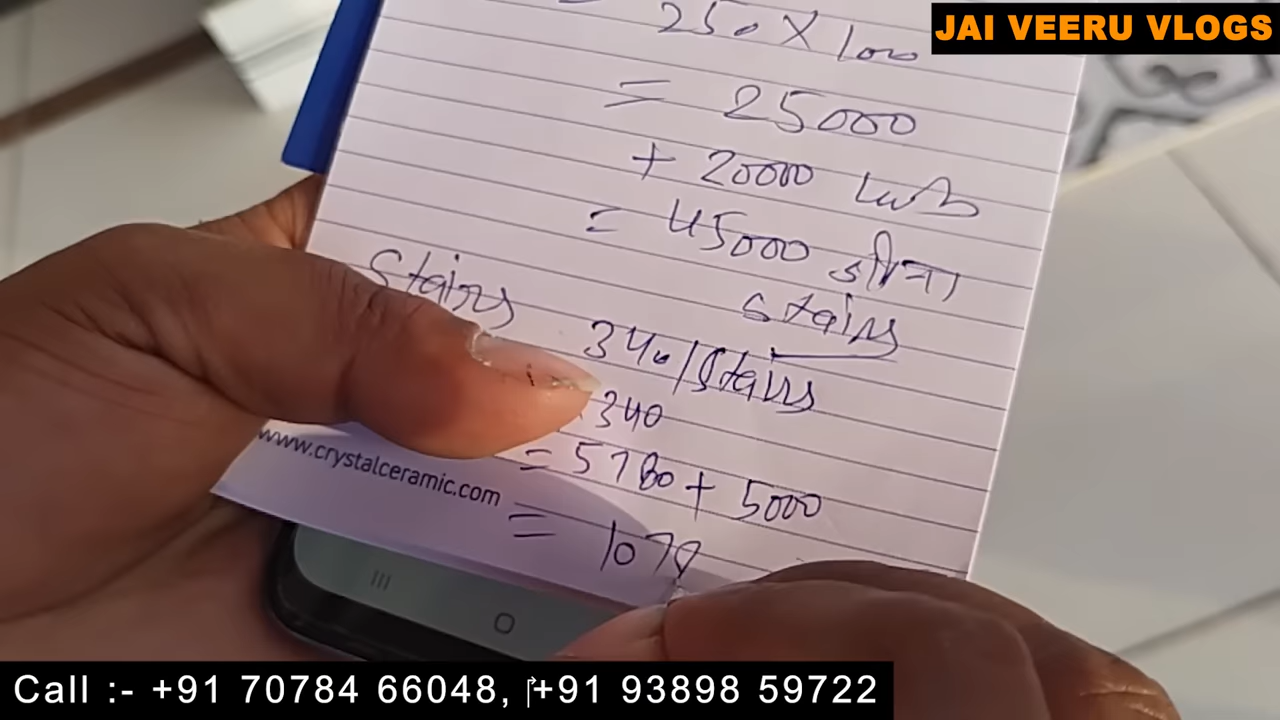 JAI VEERU VLOGS
250 X 100
= 25000
+ 20000
= 45000 जीना
stairs
Stairs 340/Stairs
340
= 5780 + 5000
= 1078
www.crystalceramic.com
Call :- +91 70784 66048, +91 93898 59722